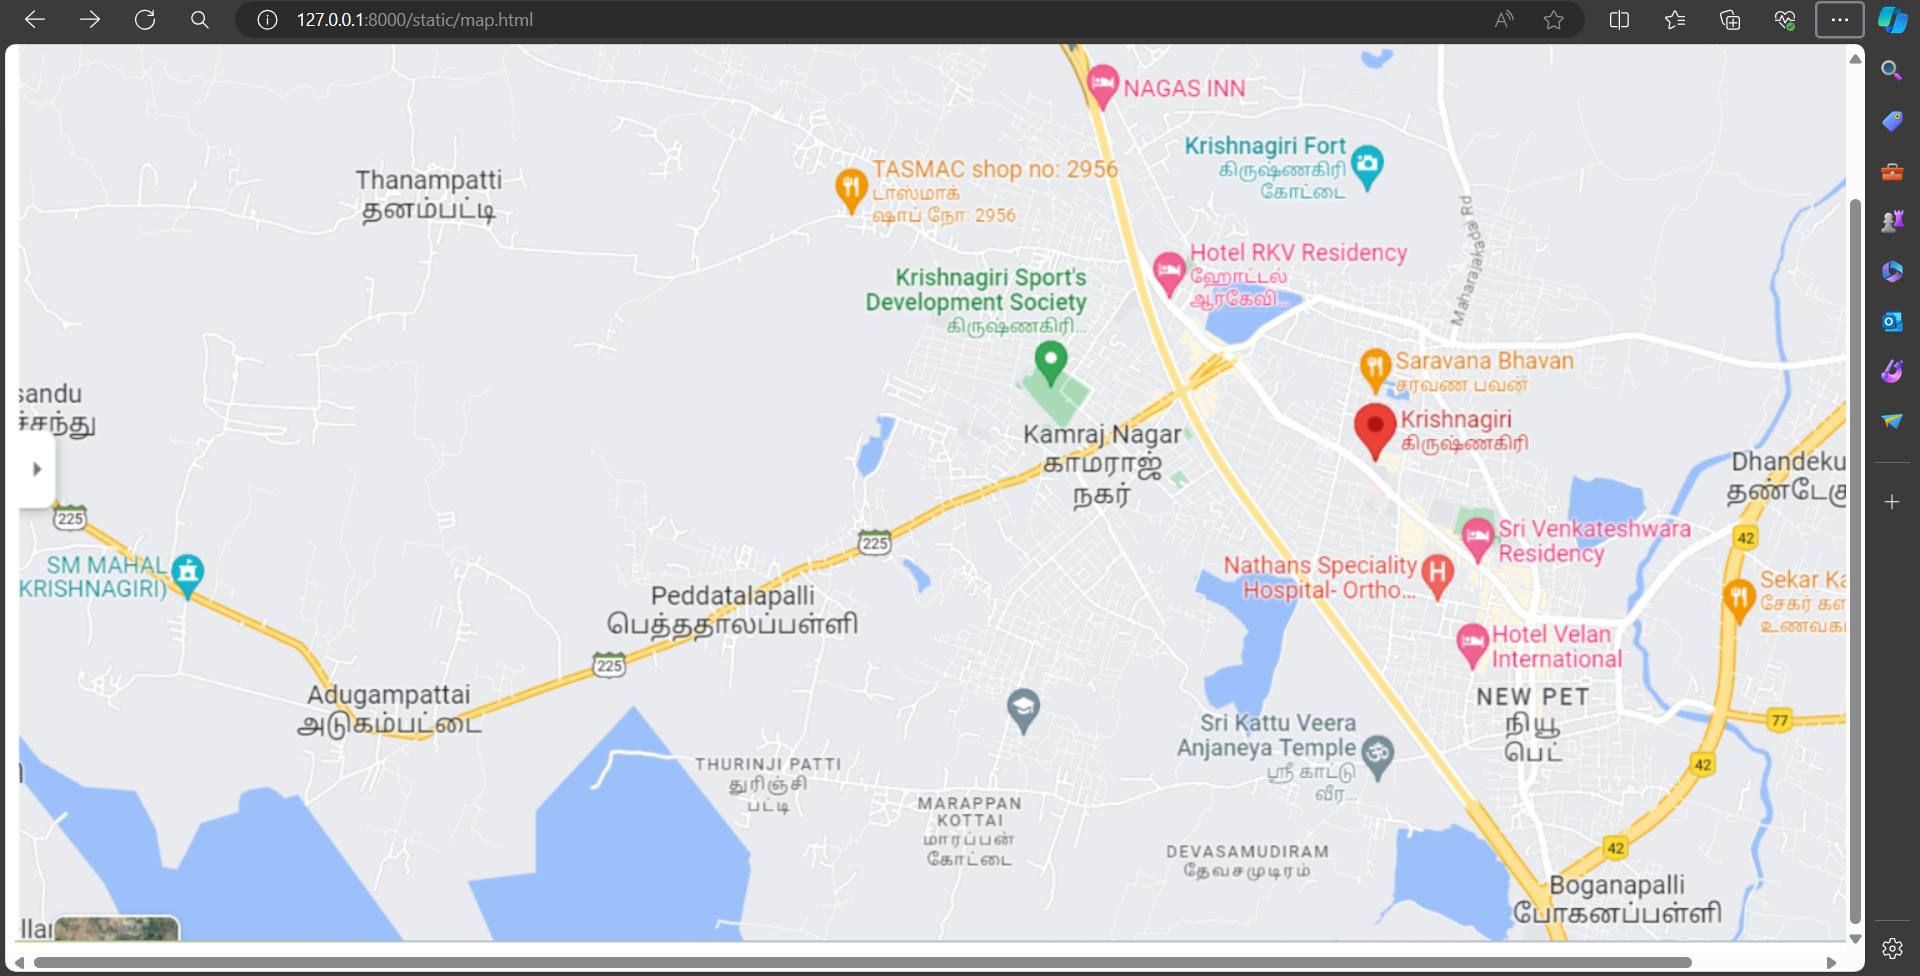 127.0.0.1:8000/static/map.html
NAGAS INN
Krishnagiri Fort
கிருஷ்ணகிரி
கோட்டை
TASMAC shop no: 2956
டாஸ்மாக்
ஷாப் நோ: 2956
Thanampatti
தனம்பட்டி
Maharajakadai Rd
Hotel RKV Residency
ஹோட்டல்
ஆர்கேவி...
Krishnagiri Sport's
Development Society
கிருஷ்ணகிரி...
Saravana Bhavan
சரவண பவன்
Krishnagiri
கிருஷ்ணகிரி
sandu
ச்சந்து
Kamraj Nagar
காமராஜ்
நகர்
Dhandeku
தண்டேகு
225
225
42
SM MAHAL
KRISHNAGIRI)
Sri Venkateshwara
Residency
Nathans Speciality
Hospital- Ortho...
Sekar Ka
சேகர் கள
உணவக
Peddatalapalli
பெத்ததாலப்பள்ளி
Hotel Velan
International
225
Adugampattai
அடுகம்பட்டை
NEW PET
நியூ
பெட்
77
Sri Kattu Veera
Anjaneya Temple
ஸ்ரீ காட்டு
வீர...
42
THURINJI PATTI
துரிஞ்சி
பட்டி
MARAPPAN
KOTTAI
மாரப்பன்
கோட்டை
DEVASAMUDIRAM
தேவசமுடிரம்
42
Boganapalli
போகனப்பள்ளி
llar